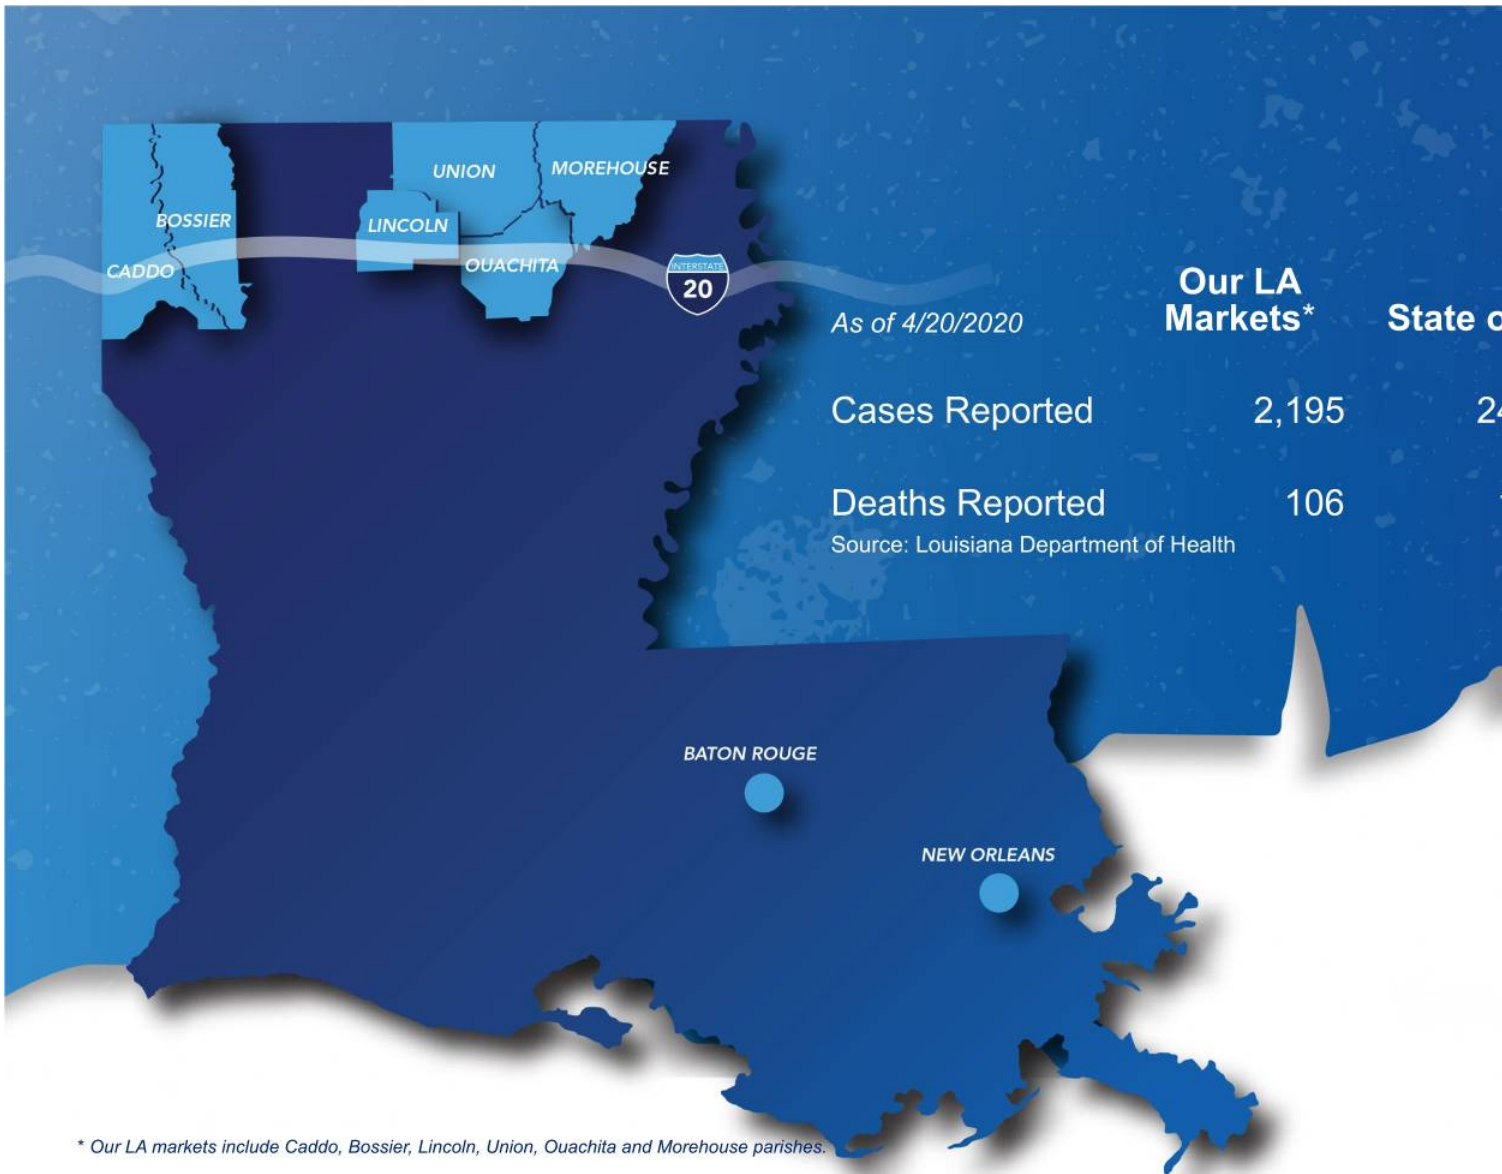 UNION
MOREHOUSE
BOSSIER
LINCOLN
CADDO
OUACHITA
INTERSTATE
20
Our LA
Markets*
As of 4/20/2020
State
Cases Reported 2,195
Deaths Reported 106
Source: Louisiana Department of Health
BATON ROUGE
NEW ORLEANS
* Our LA markets include Caddo, Bossier, Lincoln, Union, Ouachita and Morehouse parishes.